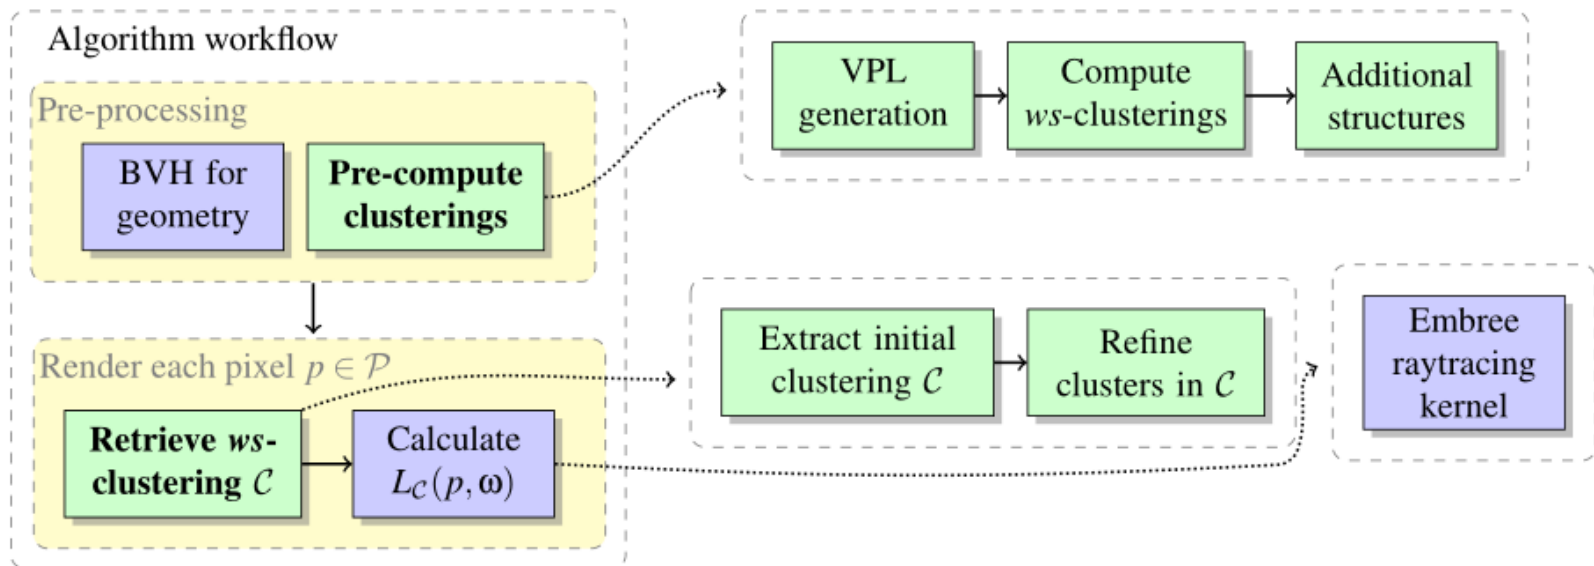 Algorithm workflow
Pre-processing
BVH for
geometry
Pre-compute
clusterings
VPL
generation
Compute
ws-clusterings
Additional
structures
Render each pixel p ∈ 𝒫
Retrieve ws-
clustering 𝒞
Calculate
L_𝒞(p, ω)
Extract initial
clustering 𝒞
Refine
clusters in 𝒞
Embree
raytracing
kernel